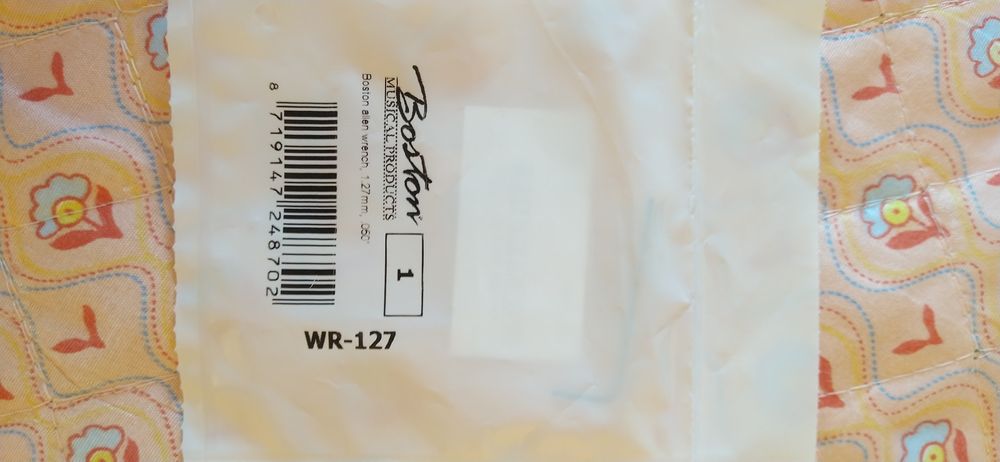 Boston
MUSICAL PRODUCTS
1
Boston allen wrench, 1.27mm, .050"
8 719147 248702
WR-127